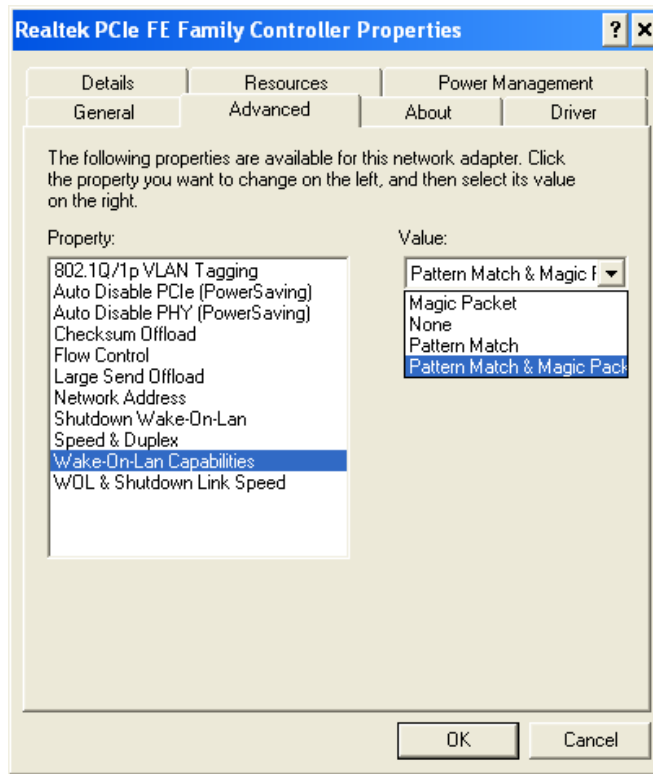 Realtek PCIe FE Family Controller Properties
Details Resources Power Management
General Advanced About Driver
The following properties are available for this network adapter. Click
the property you want to change on the left, and then select its value
on the right.
Property:
802.1Q/1p VLAN Tagging
Auto Disable PCIe (PowerSaving)
Auto Disable PHY (PowerSaving)
Checksum Offload
Flow Control
Large Send Offload
Network Address
Shutdown Wake-On-Lan
Speed & Duplex
Wake-On-Lan Capabilities
WOL & Shutdown Link Speed
Value:
Pattern Match & Magic
Magic Packet
None
Pattern Match
Pattern Match & Magic Pack
OK Cancel